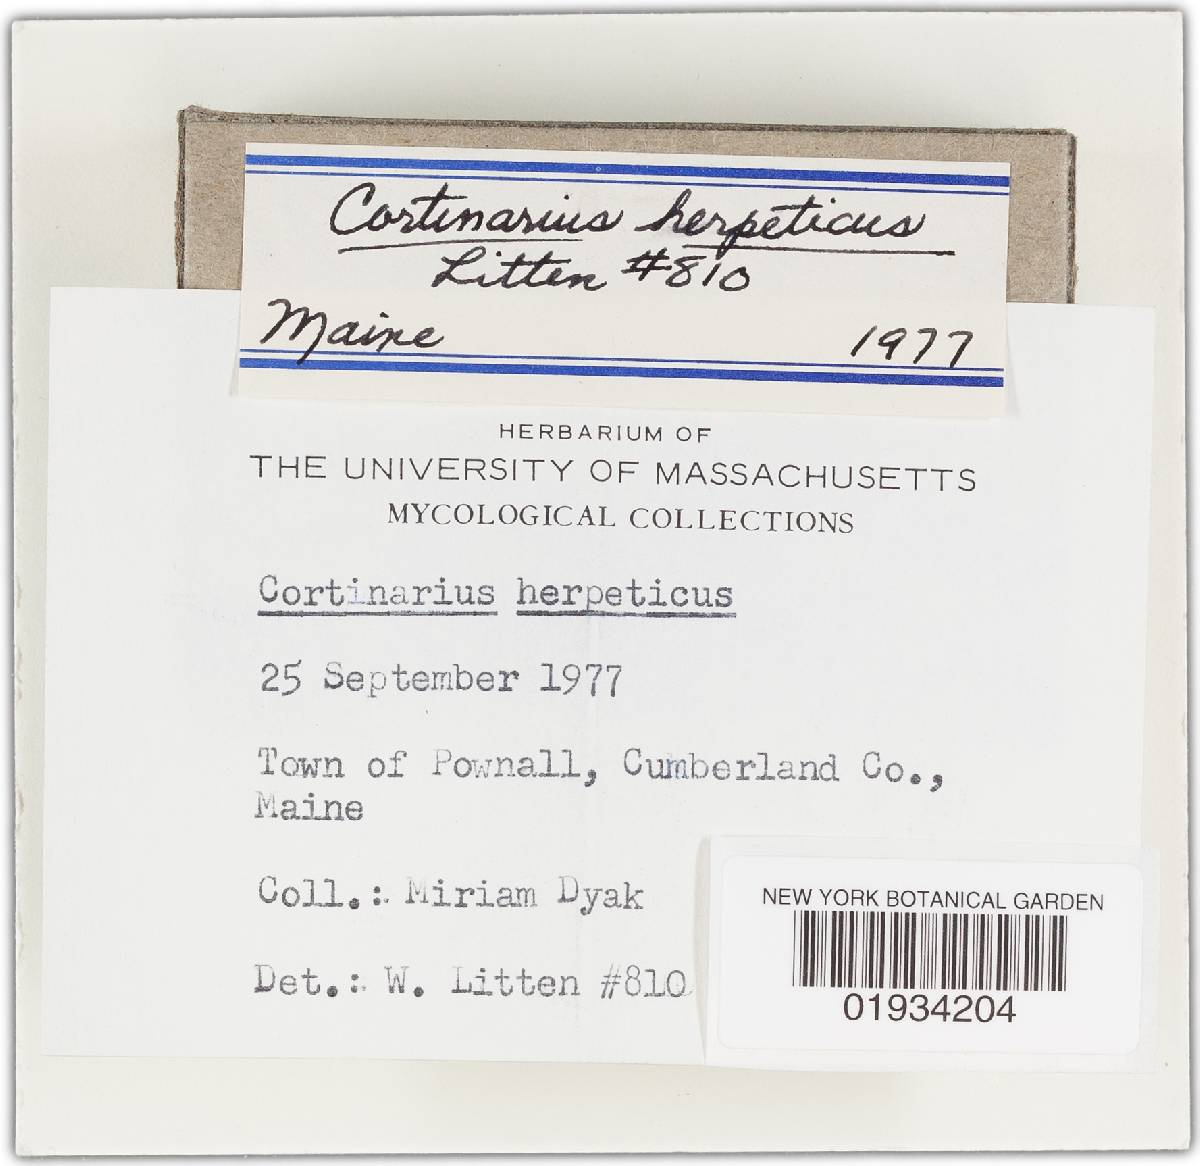 Cortinarius herpeticus
Litten #810
Maine 1977
HERBARIUM OF
THE UNIVERSITY OF MASSACHUSETTS
MYCOLOGICAL COLLECTIONS
Cortinarius herpeticus
25 September 1977
Town of Pownall, Cumberland Co.,
Maine
Coll.: Miriam Dyak
Det.: W. Litten #810
NEW YORK BOTANICAL GARDEN
01934204